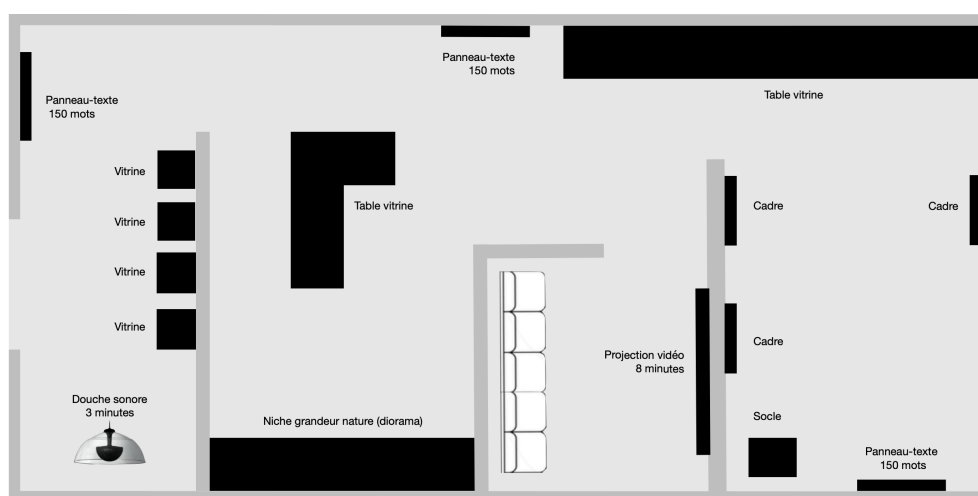 Panneau-texte
150 mots
Vitrine
Vitrine
Vitrine
Vitrine
Douche sonore
3 minutes
Table vitrine
Niche grandeur nature (diorama)
Panneau-texte
150 mots
Table vitrine
Projection vidéo
8 minutes
Cadre
Cadre
Cadre
Socle
Panneau-texte
150 mots